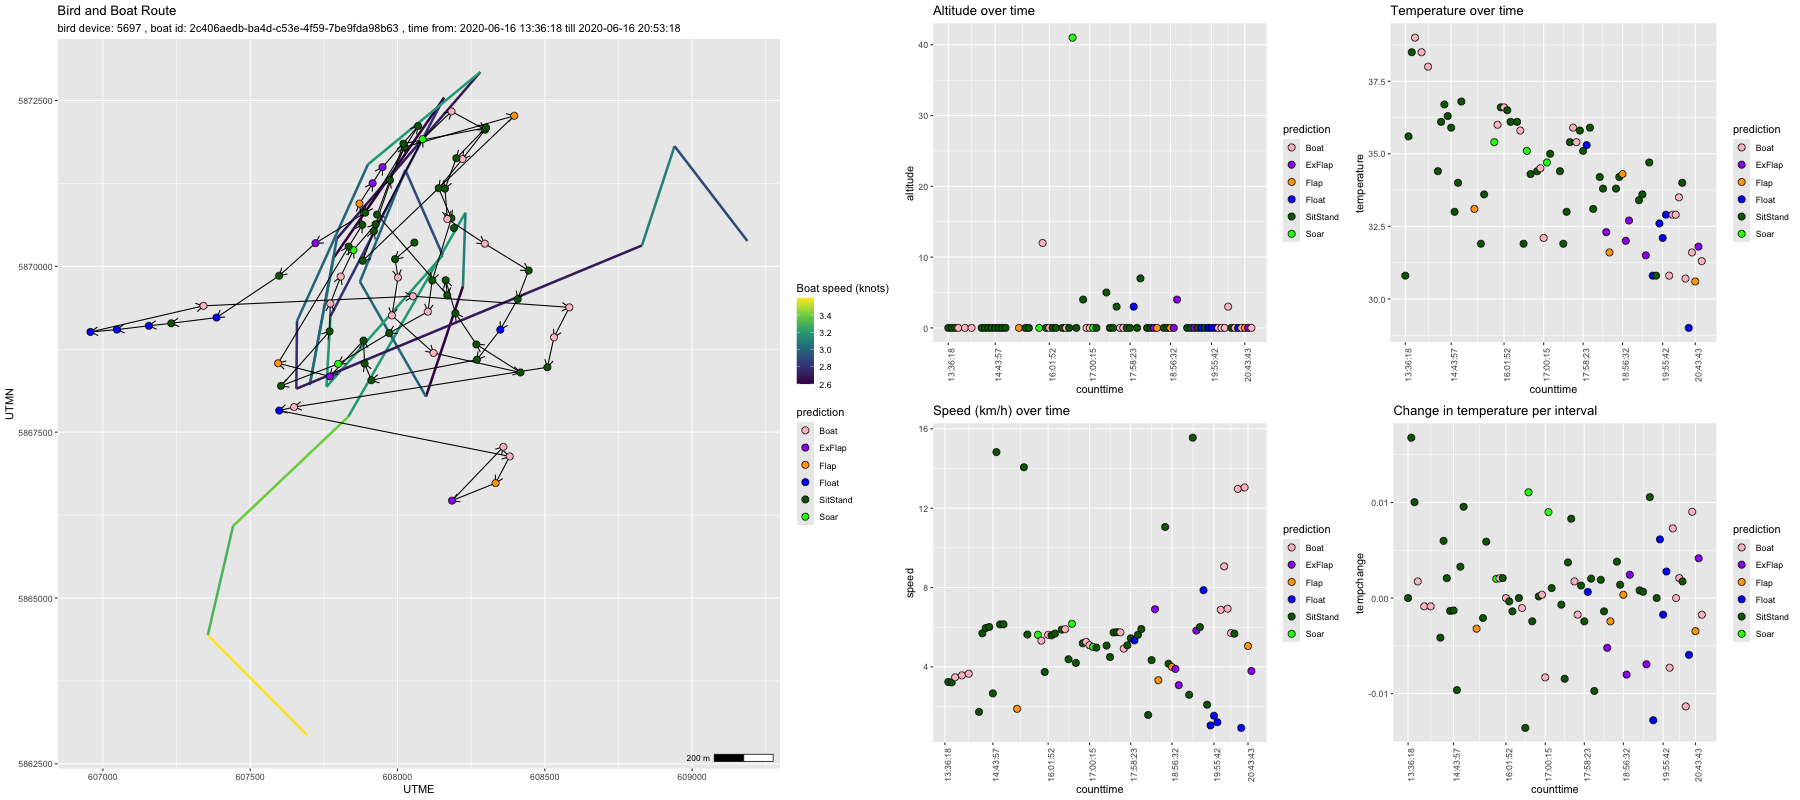 Bird and Boat Route
bird device: 5697 , boat id: 2c406aedb-ba4d-c53e-4f59-7be9fda98b63 , time from: 2020-06-16 13:36:18 till 2020-06-16 20:53:18
5872500
5870000
5867500
5865000
5862500
UTMN
607000
607500
608000
608500
609000
UTME
200 m
Boat speed (knots)
3.4
3.2
3.0
2.8
2.6
prediction
Boat
ExFlap
Flap
Float
SitStand
Soar
Altitude over time
40
30
20
10
0
altitude
13:36:18
14:43:57
16:01:52
17:00:15
17:58:23
18:56:32
19:55:42
20:43:43
counttime
prediction
Boat
ExFlap
Flap
Float
SitStand
Soar
Temperature over time
37.5
35.0
32.5
30.0
temperature
13:36:18
14:43:57
16:01:52
17:00:15
17:58:23
18:56:32
19:55:42
20:43:43
counttime
prediction
Boat
ExFlap
Flap
Float
SitStand
Soar
Speed (km/h) over time
16
12
8
4
speed
13:36:18
14:43:57
16:01:52
17:00:15
17:58:23
18:56:32
19:55:42
20:43:43
counttime
prediction
Boat
ExFlap
Flap
Float
SitStand
Soar
Change in temperature per interval
0.01
0.00
-0.01
tempchange
13:36:18
14:43:57
16:01:52
17:00:15
17:58:23
18:56:32
19:55:42
20:43:43
counttime
prediction
Boat
ExFlap
Flap
Float
SitStand
Soar